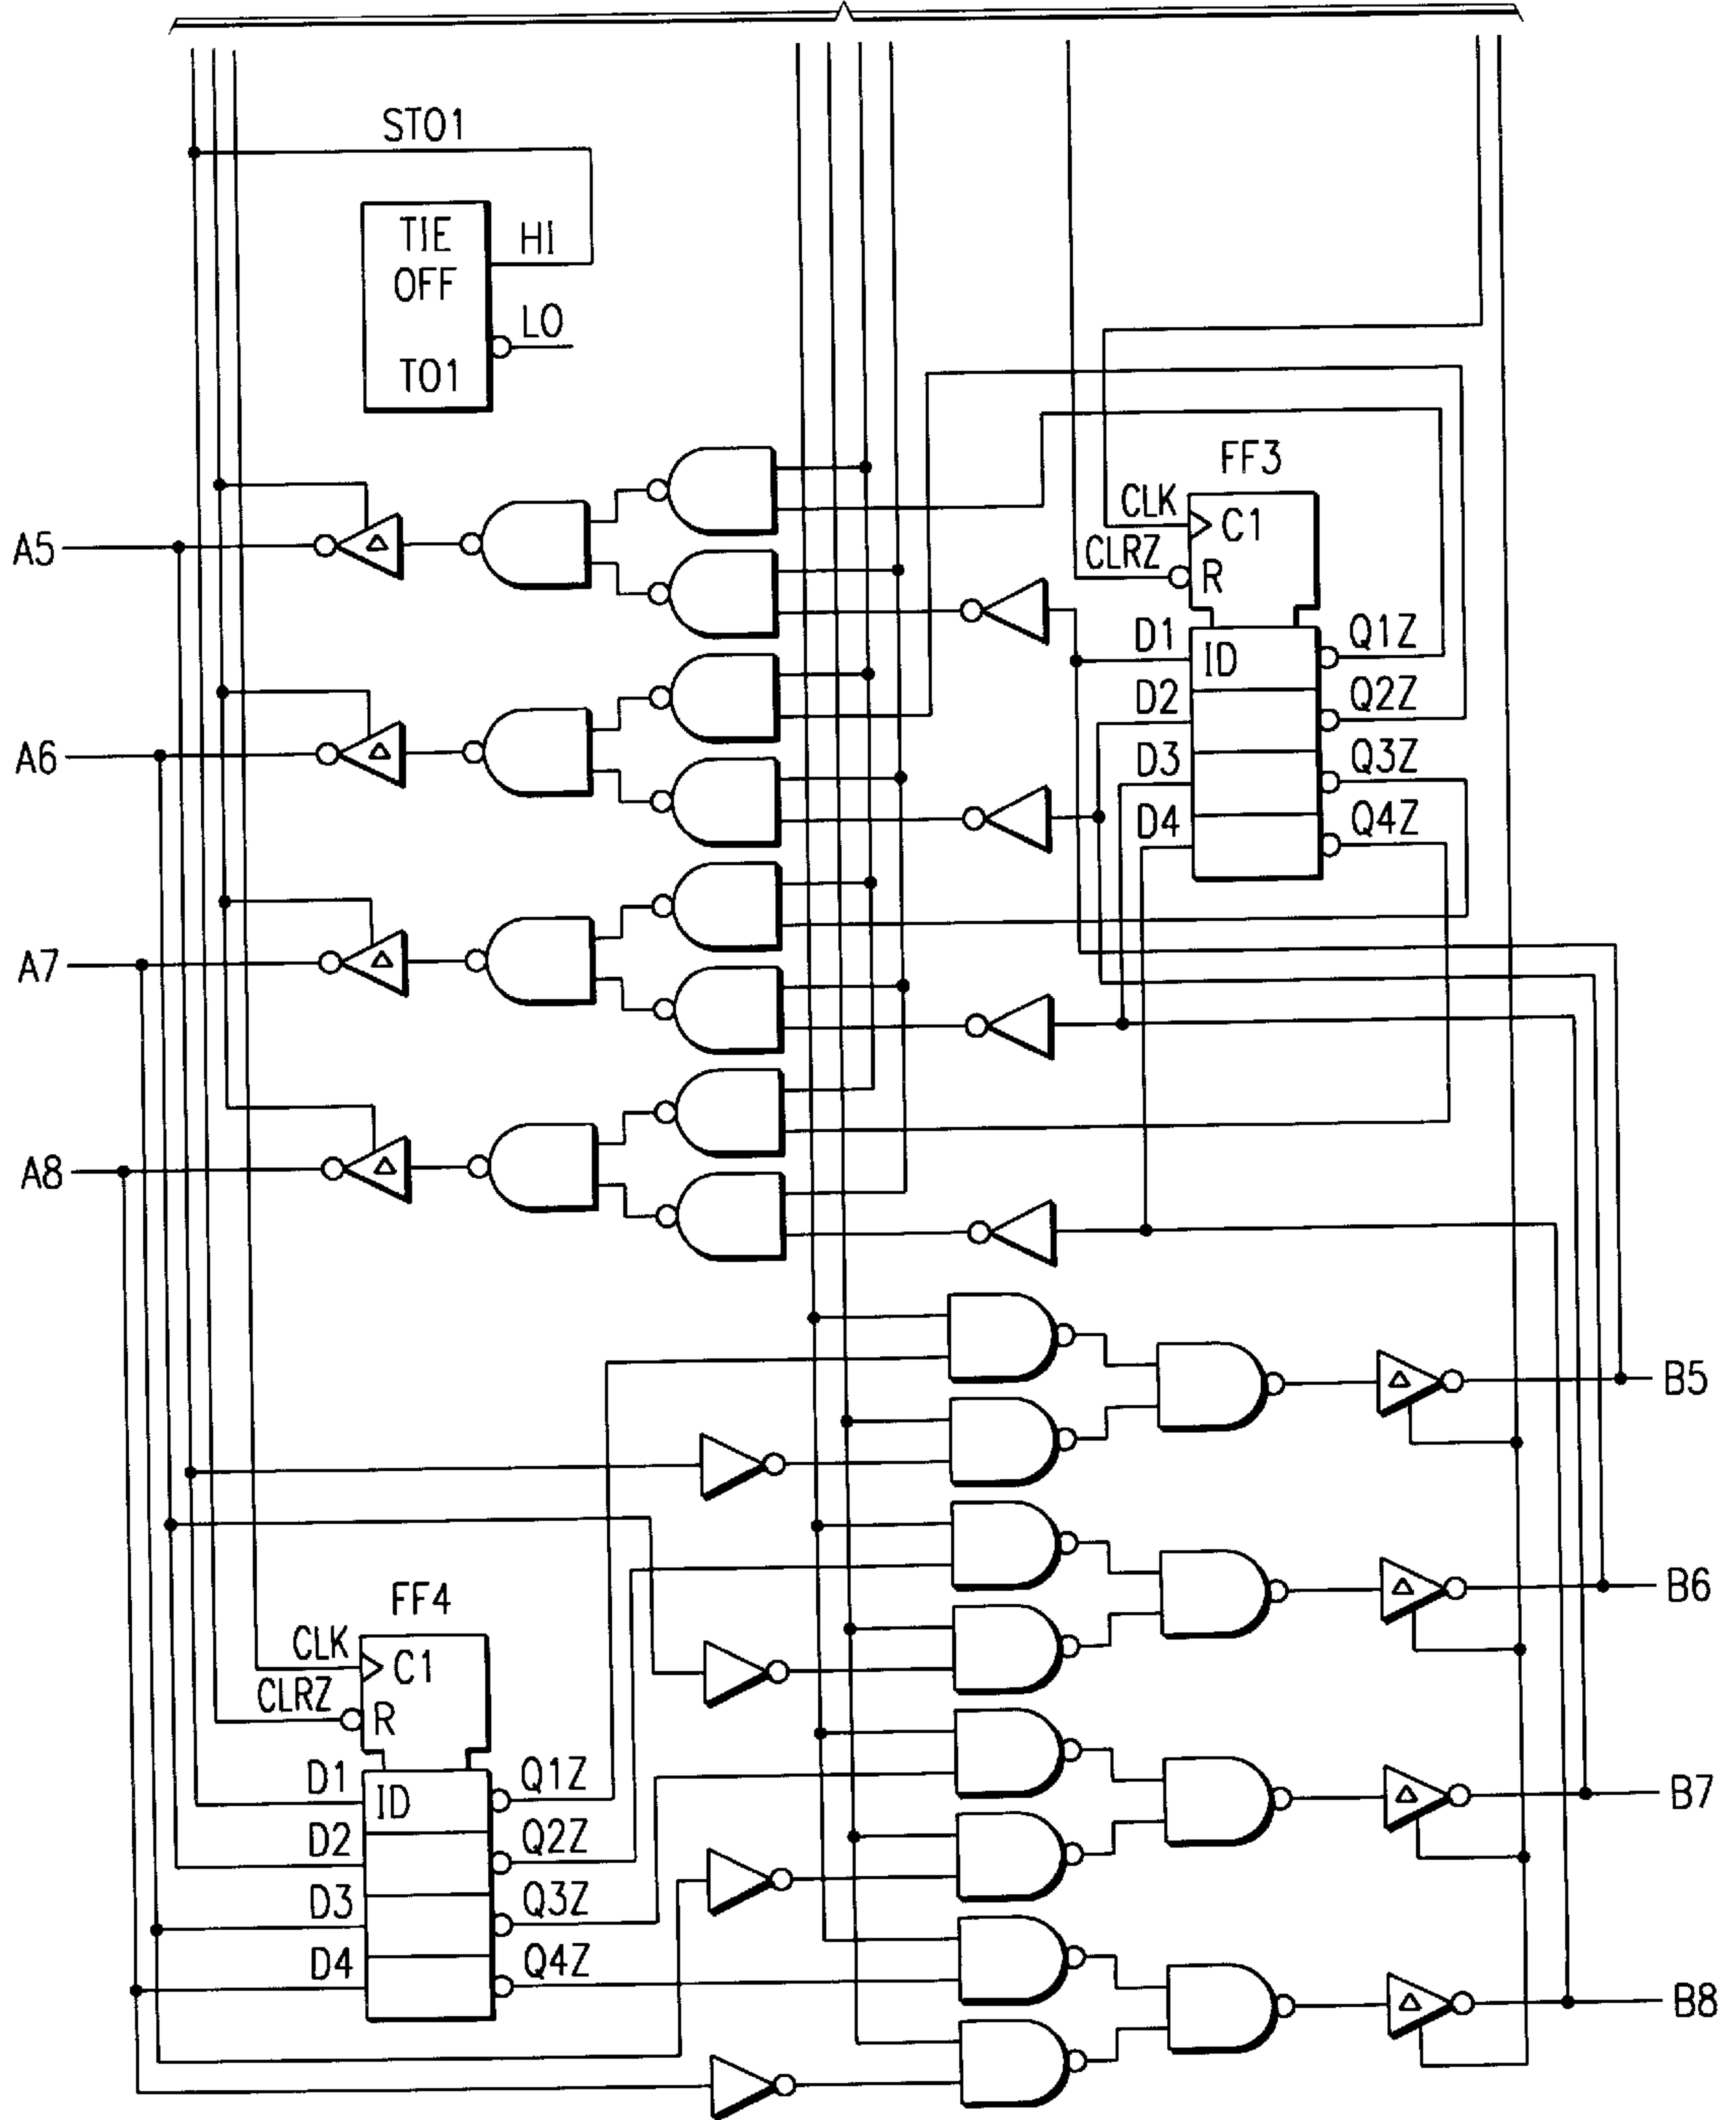 STO1
TIE
OFF
TO1
HI
LO
FF3
CLK
C1
CLRZ
R
A5
D1
ID
Q1Z
D2
Q2Z
A6
D3
Q3Z
D4
Q4Z
A7
A8
B5
B6
FF4
CLK
C1
CLRZ
R
D1
ID
Q1Z
B7
D2
Q2Z
D3
Q3Z
D4
Q4Z
B8